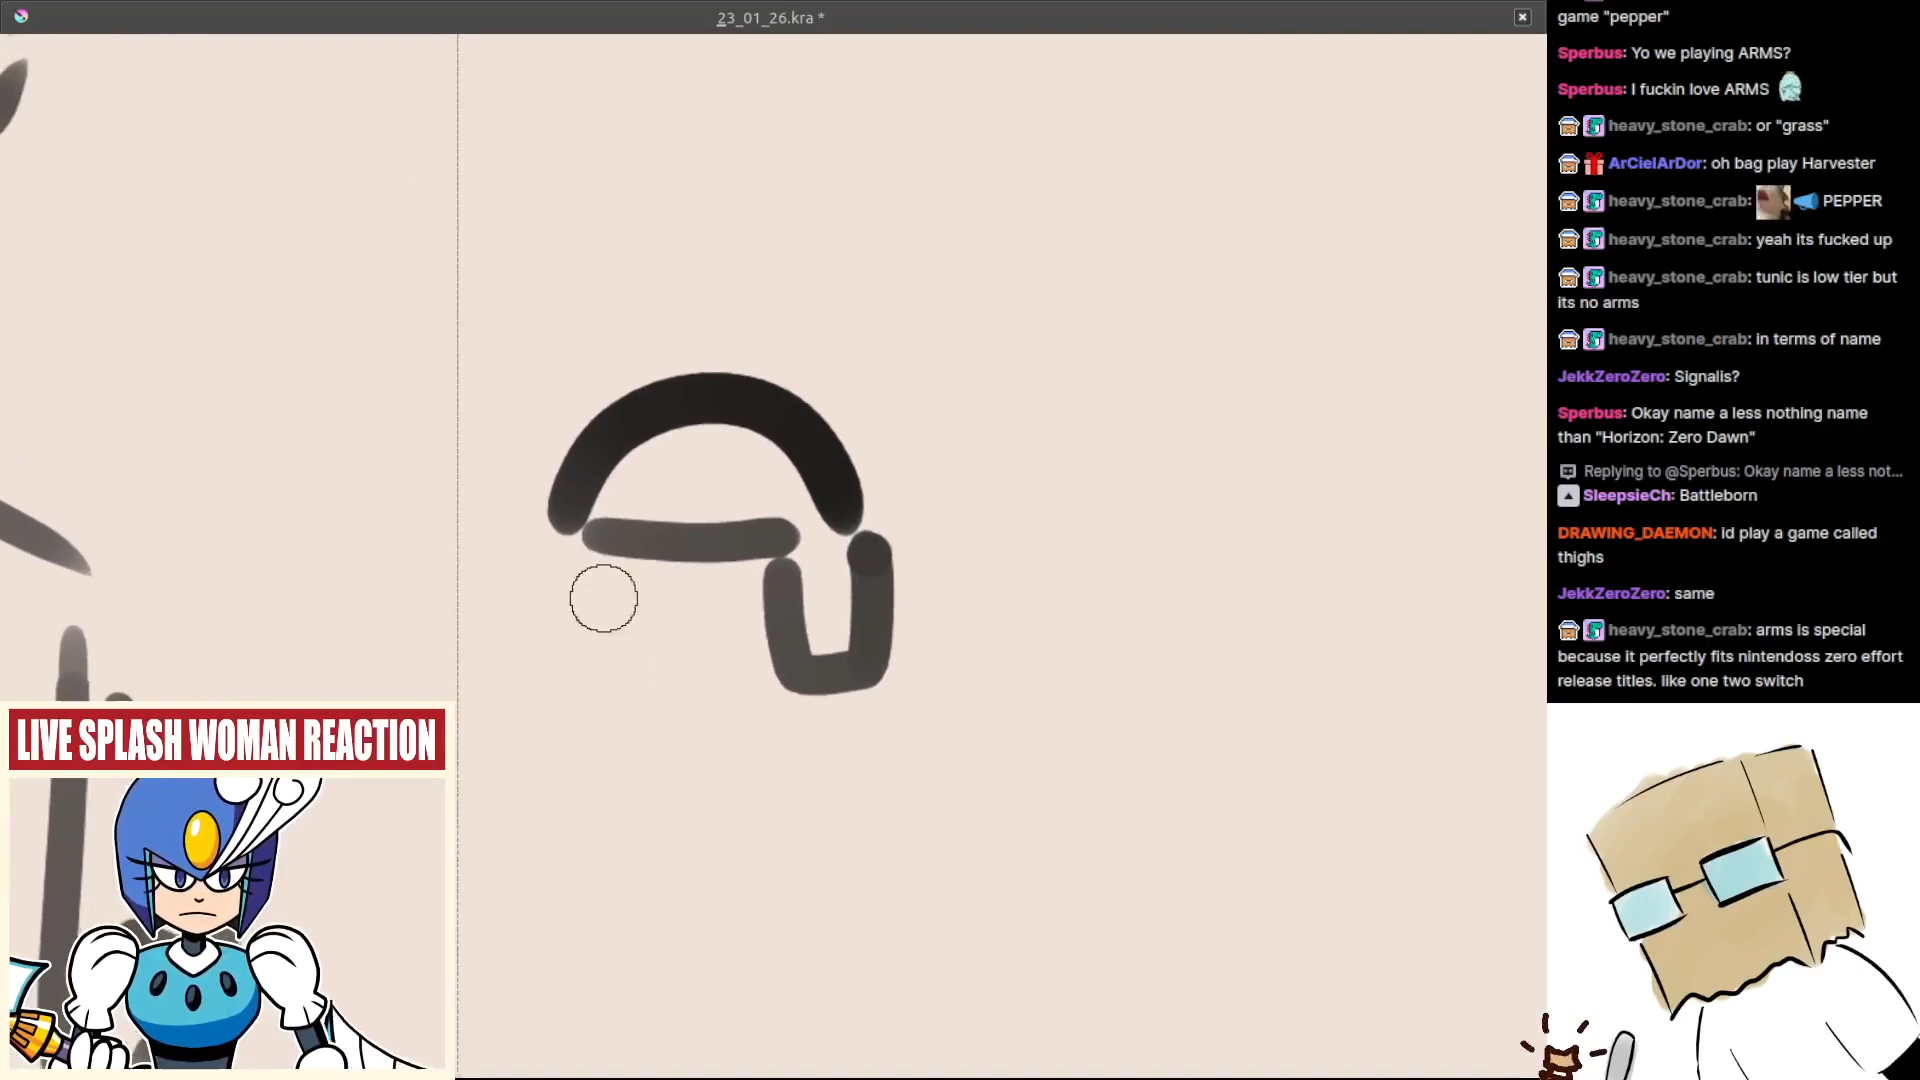 23_01_26.kra *
game "pepper"
Sperbus: Yo we playing ARMS?
Sperbus: I fuckin love ARMS
heavy_stone_crab: or "grass"
ArCielArDor: oh bag play Harvester
heavy_stone_crab: PEPPER
heavy_stone_crab: yeah its fucked up
heavy_stone_crab: tunic is low tier but
its no arms
heavy_stone_crab: in terms of name
JekkZeroZero: Signalis?
Sperbus: Okay name a less nothing name
than "Horizon: Zero Dawn"
Replying to @Sperbus: Okay name a less not...
SleepsieCh: Battleborn
DRAWING_DAEMON: id play a game called
thighs
JekkZeroZero: same
heavy_stone_crab: arms is special
because it perfectly fits nintendoss zero effort
release titles. like one two switch
LIVE SPLASH WOMAN REACTION